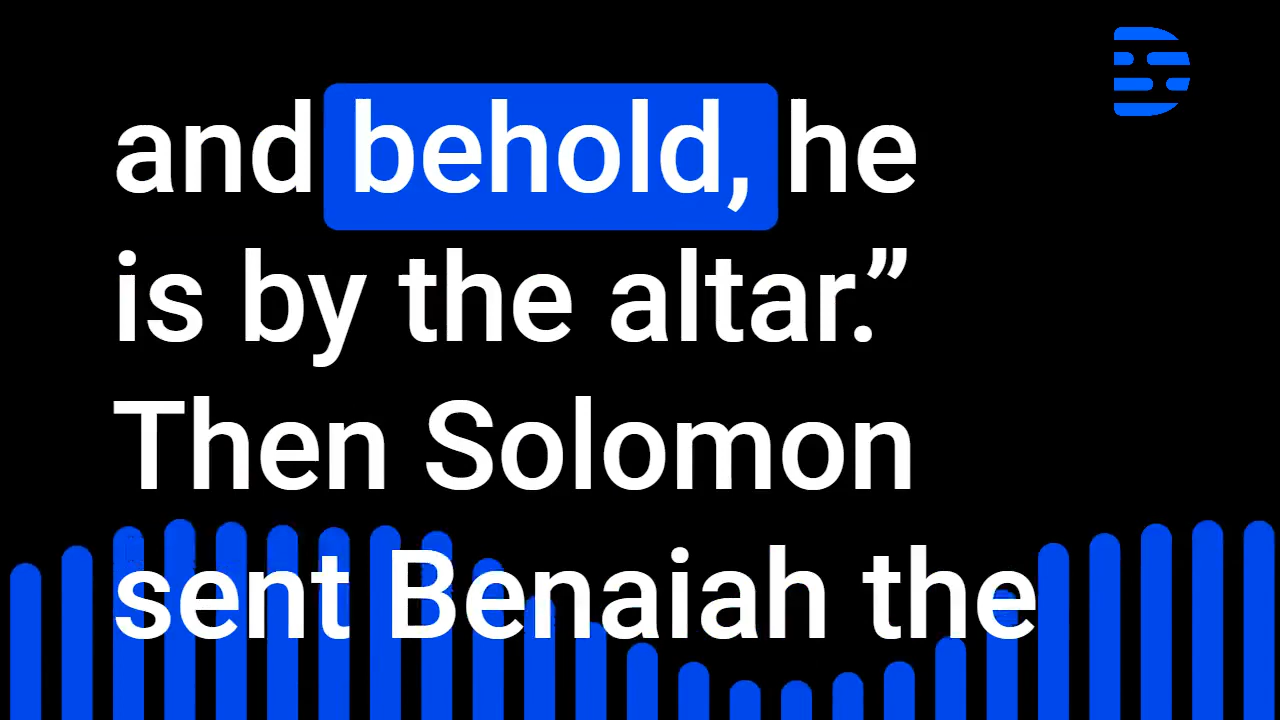 and behold, he
is by the altar.”
Then Solomon
sent Benaiah the